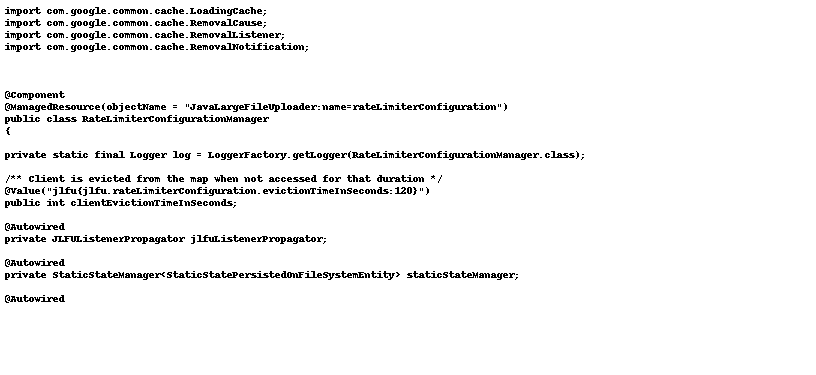 import com.google.common.cache.LoadingCache;
import com.google.common.cache.RemovalCause;
import com.google.common.cache.RemovalListener;
import com.google.common.cache.RemovalNotification;
@Component
@ManagedResource(objectName = "JavaLargeFileUploader:name=rateLimiterConfiguration")
public class RateLimiterConfigurationManager
{
private static final Logger log = LoggerFactory.getLogger(RateLimiterConfigurationManager.class);
/** Client is evicted from the map when not accessed for that duration */
@Value("jlfu{jlfu.rateLimiterConfiguration.evictionTimeInSeconds:120}")
public int clientEvictionTimeInSeconds;
@Autowired
private JLFUListenerPropagator jlfuListenerPropagator;
@Autowired
private StaticStateManager<StaticStatePersistedOnFileSystemEntity> staticStateManager;
@Autowired